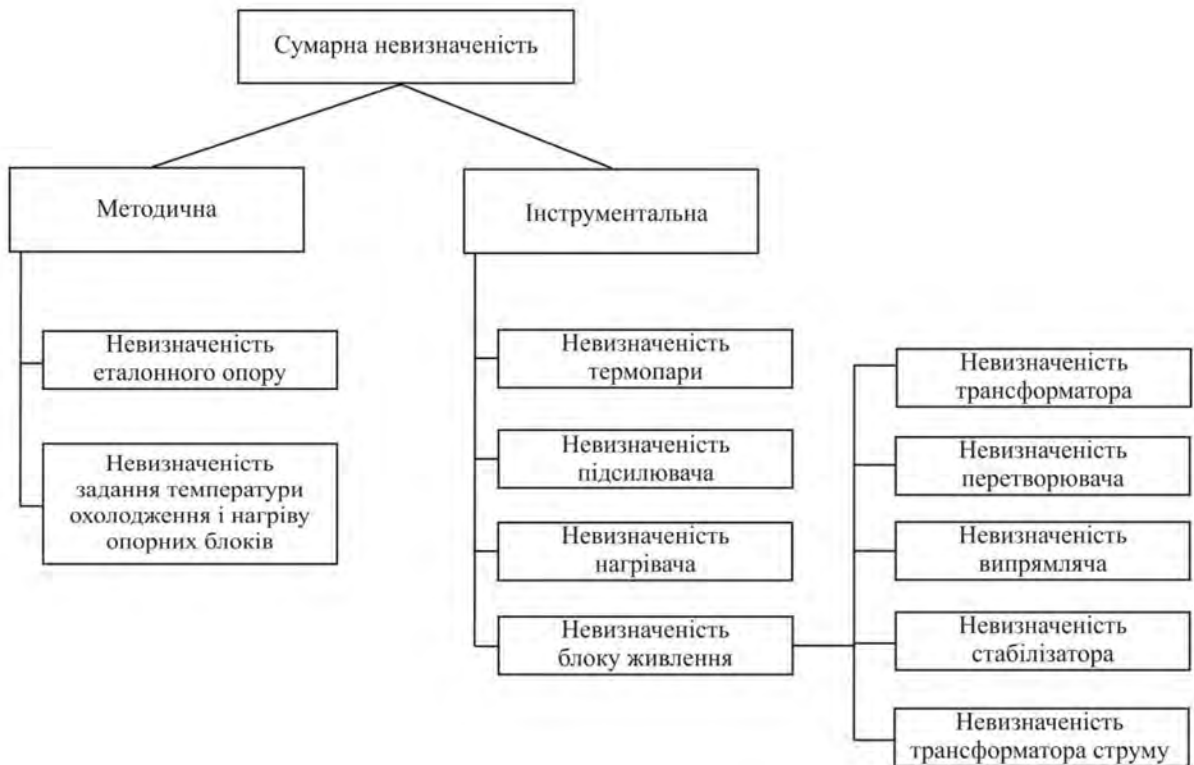 Сумарна невизначеність
Методична
Інструментальна
Невизначеність
еталонного опору
Невизначеність
задання температури
охолодження і нагріву
опорних блоків
Невизначеність
термопари
Невизначеність
підсилювача
Невизначеність
нагрівача
Невизначеність
блоку живлення
Невизначеність
трансформатора
Невизначеність
перетворювача
Невизначеність
випрямляча
Невизначеність
стабілізатора
Невизначеність
трансформатора струму